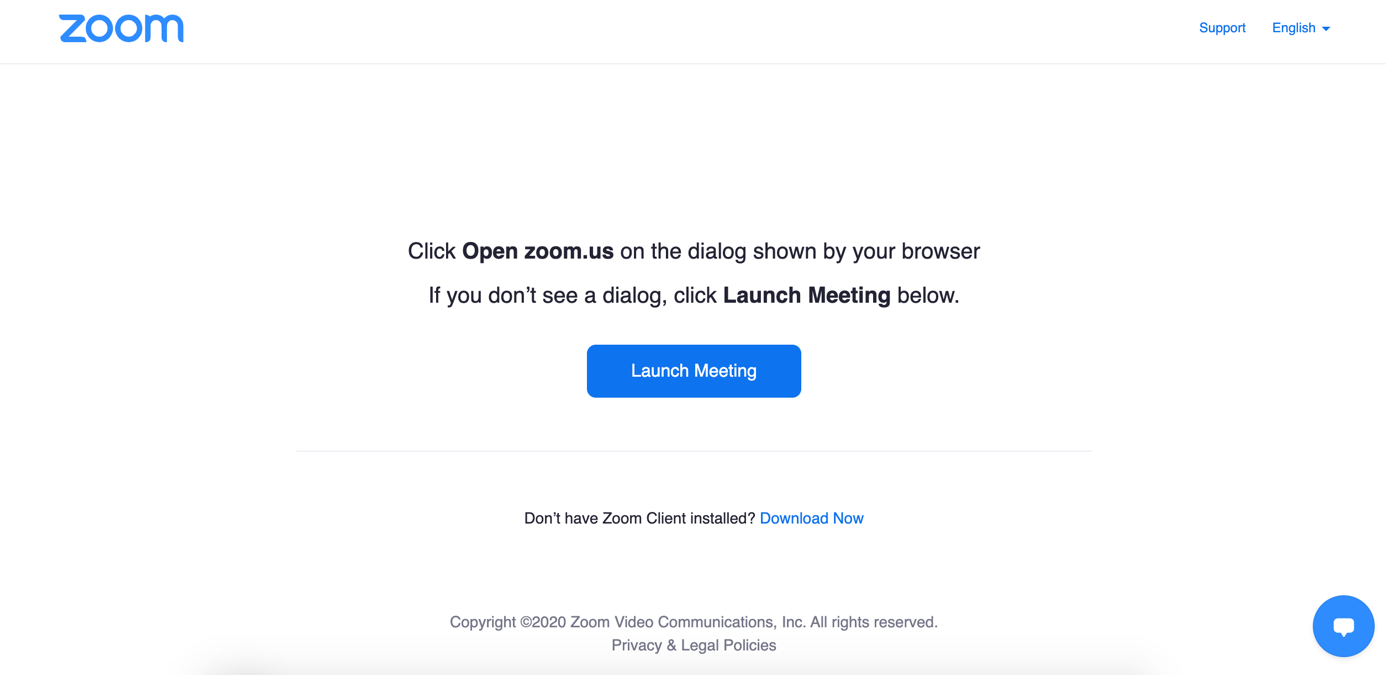 zoom
Support English
Click Open zoom.us on the dialog shown by your browser
If you don’t see a dialog, click Launch Meeting below.
Launch Meeting
Don’t have Zoom Client installed? Download Now
Copyright ©2020 Zoom Video Communications, Inc. All rights reserved.
Privacy & Legal Policies